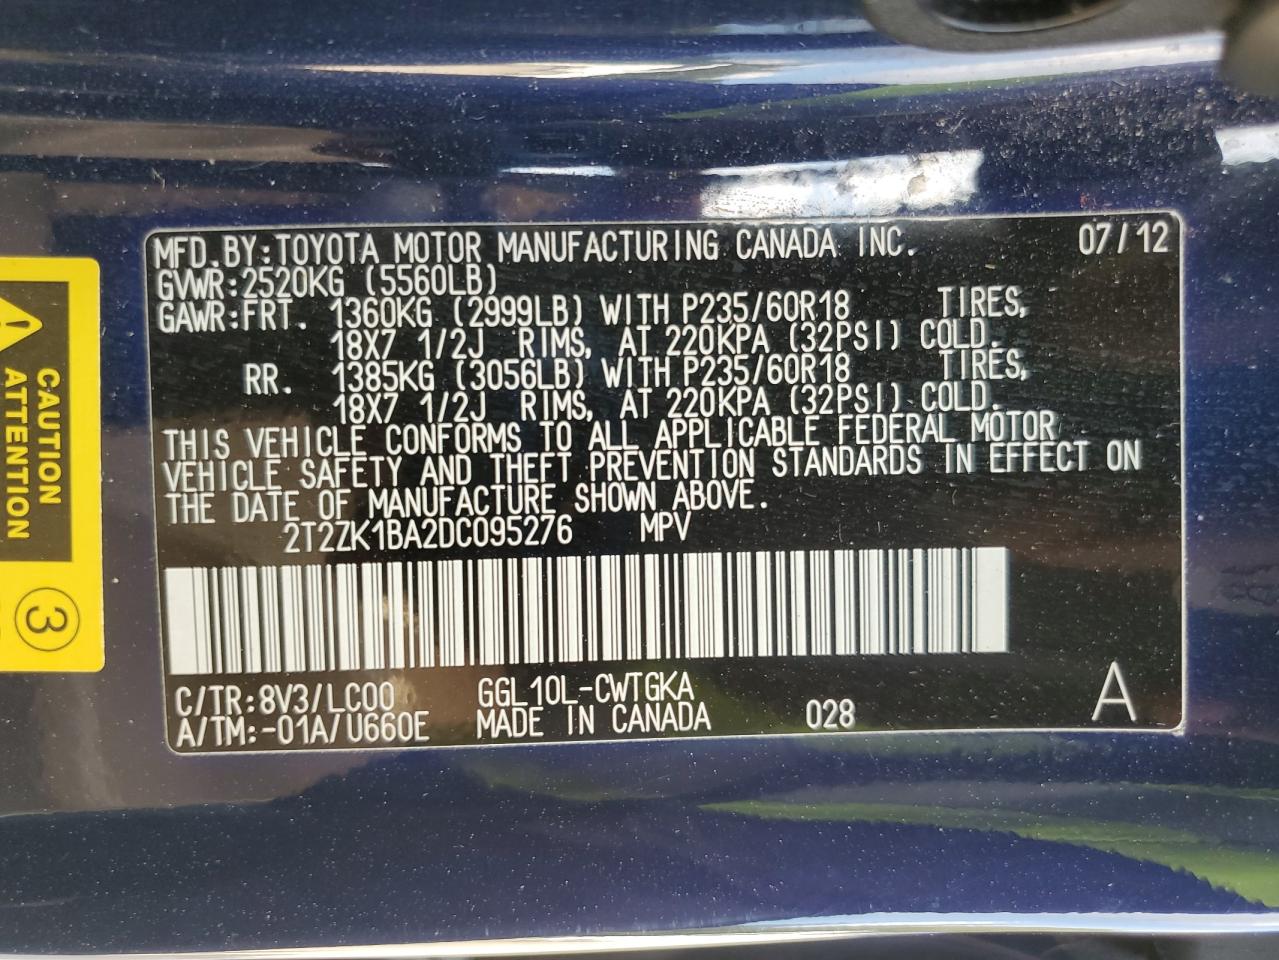 MFD.BY:TOYOTA MOTOR MANUFACTURING CANADA INC. 07/12
GVWR:2520KG (5560LB)
GAWR:FRT. 1360KG (2999LB) WITH P235/60R18 TIRES,
18X7 1/2J RIMS, AT 220KPA (32PSI) COLD.
RR. 1385KG (3056LB) WITH P235/60R18 TIRES,
18X7 1/2J RIMS, AT 220KPA (32PSI) COLD.
THIS VEHICLE CONFORMS TO ALL APPLICABLE FEDERAL MOTOR
VEHICLE SAFETY AND THEFT PREVENTION STANDARDS IN EFFECT ON
THE DATE OF MANUFACTURE SHOWN ABOVE.
2T2ZK1BA2DC095276 MPV
C/TR:8V3/LC00 GGL10L-CWTGKA
A/TM:-01A/U660E MADE IN CANADA 028 A
CAUTION
ATTENTION
3